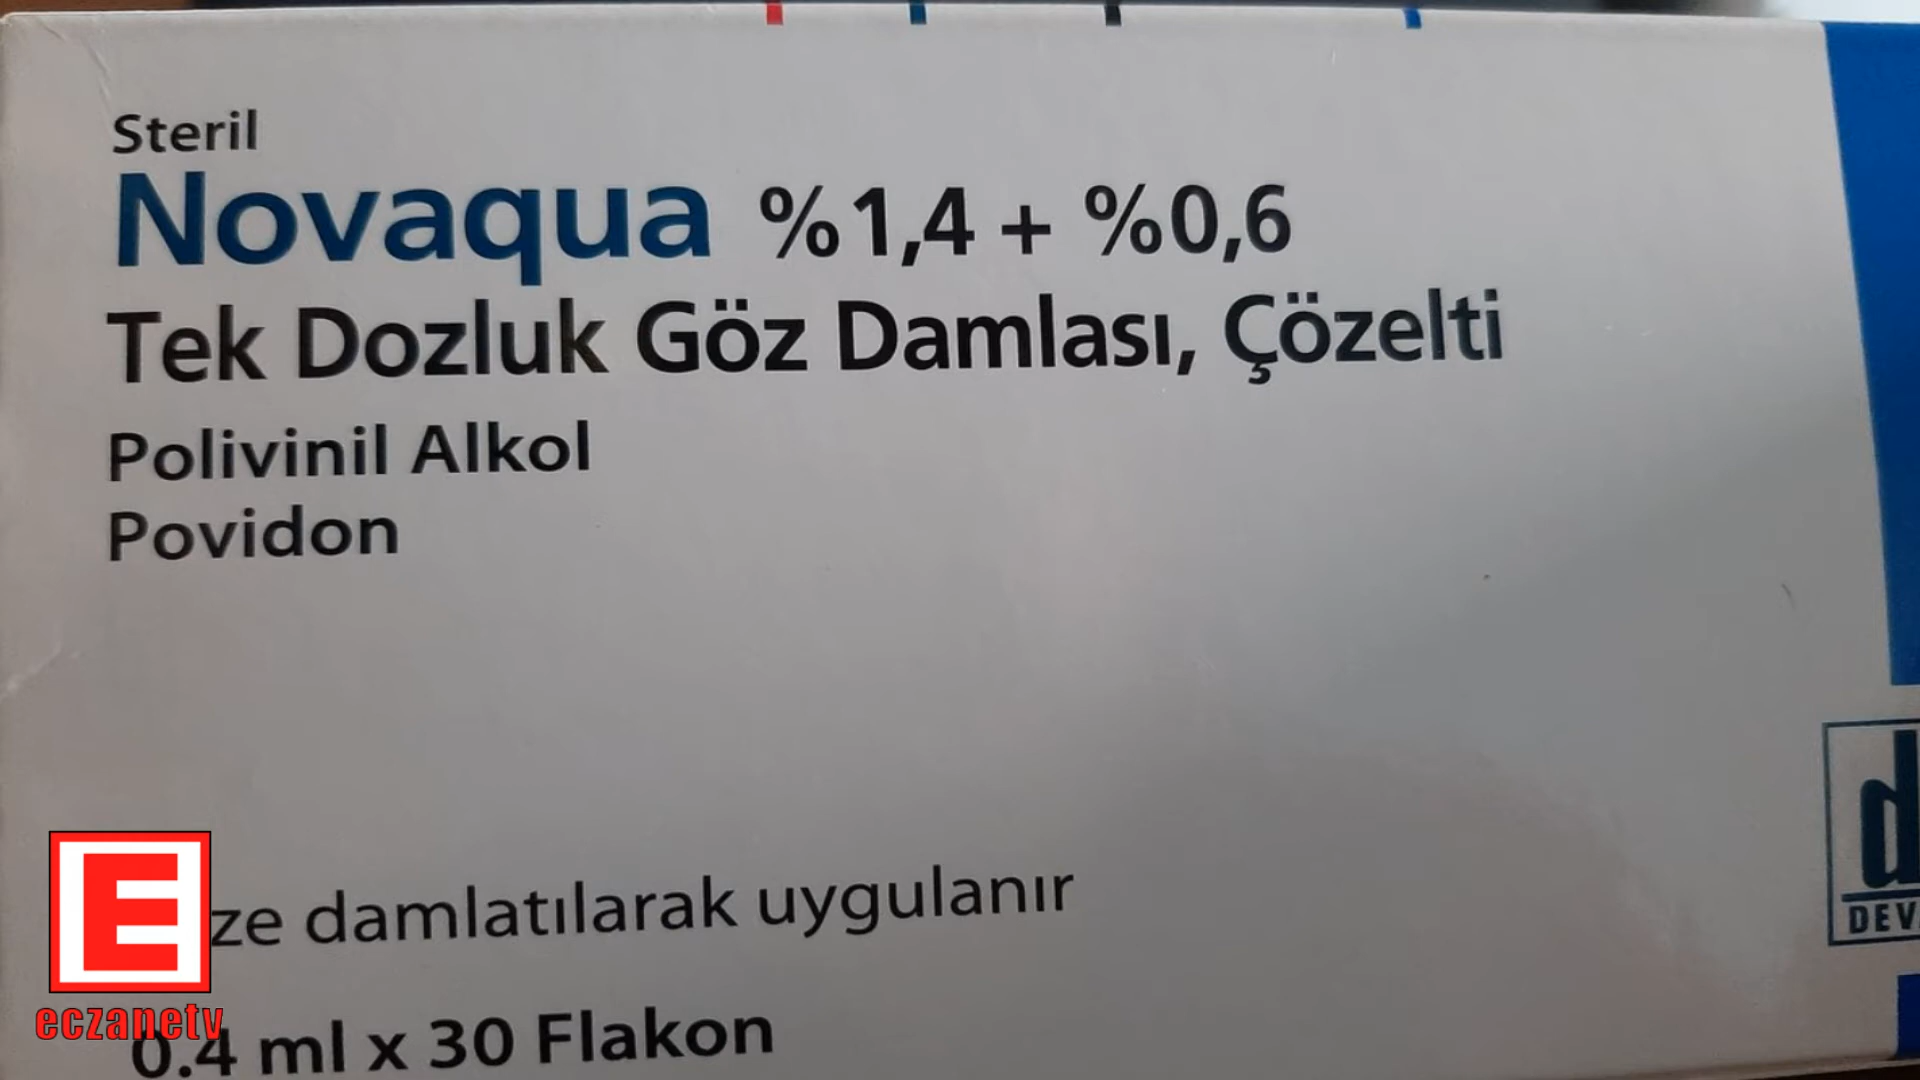 Steril
Novaqua %1,4 + %0,6
Tek Dozluk Göz Damlası, Çözelti
Polivinil Alkol
Povidon
d
DEV
E
ze damlatılarak uygulanır
eczanetv
0.4 ml x 30 Flakon